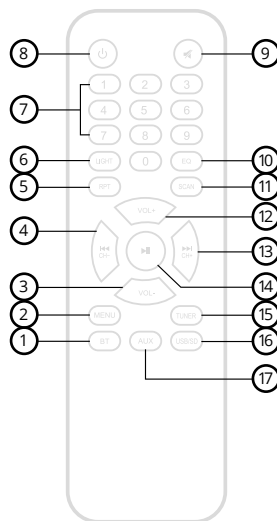 8 9
1 2 3
7
4 5 6
7 8 9
6 LIGHT 0 EQ 10
5 RPT SCAN 11
VOL+ 12
4
CH- CH+ 13
3 VOL- 14
2 MENU TUNER 15
1 BT AUX USB/SD 16
17